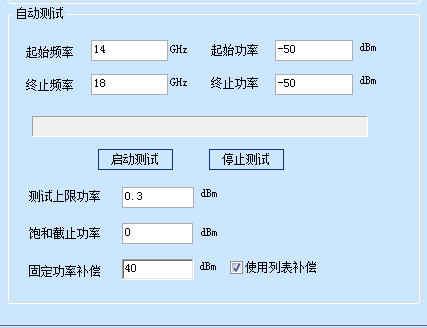 自动测试
起始频率 14 GHz 起始功率 -50 dBm
终止频率 18 GHz 终止功率 -50 dBm
启动测试 停止测试
测试上限功率 0.3 dBm
饱和截止功率 0 dBm
固定功率补偿 40 dBm 使用列表补偿